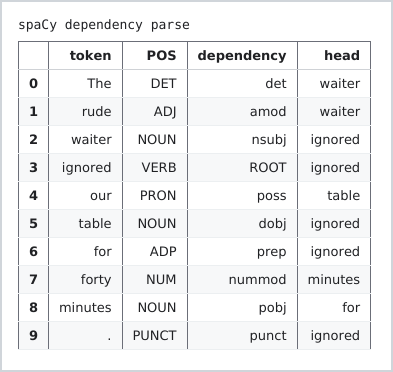 spaCy dependency parse
token POS dependency head
0 The DET det waiter
1 rude ADJ amod waiter
2 waiter NOUN nsubj ignored
3 ignored VERB ROOT ignored
4 our PRON poss table
5 table NOUN dobj ignored
6 for ADP prep ignored
7 forty NUM nummod minutes
8 minutes NOUN pobj for
9 . PUNCT punct ignored